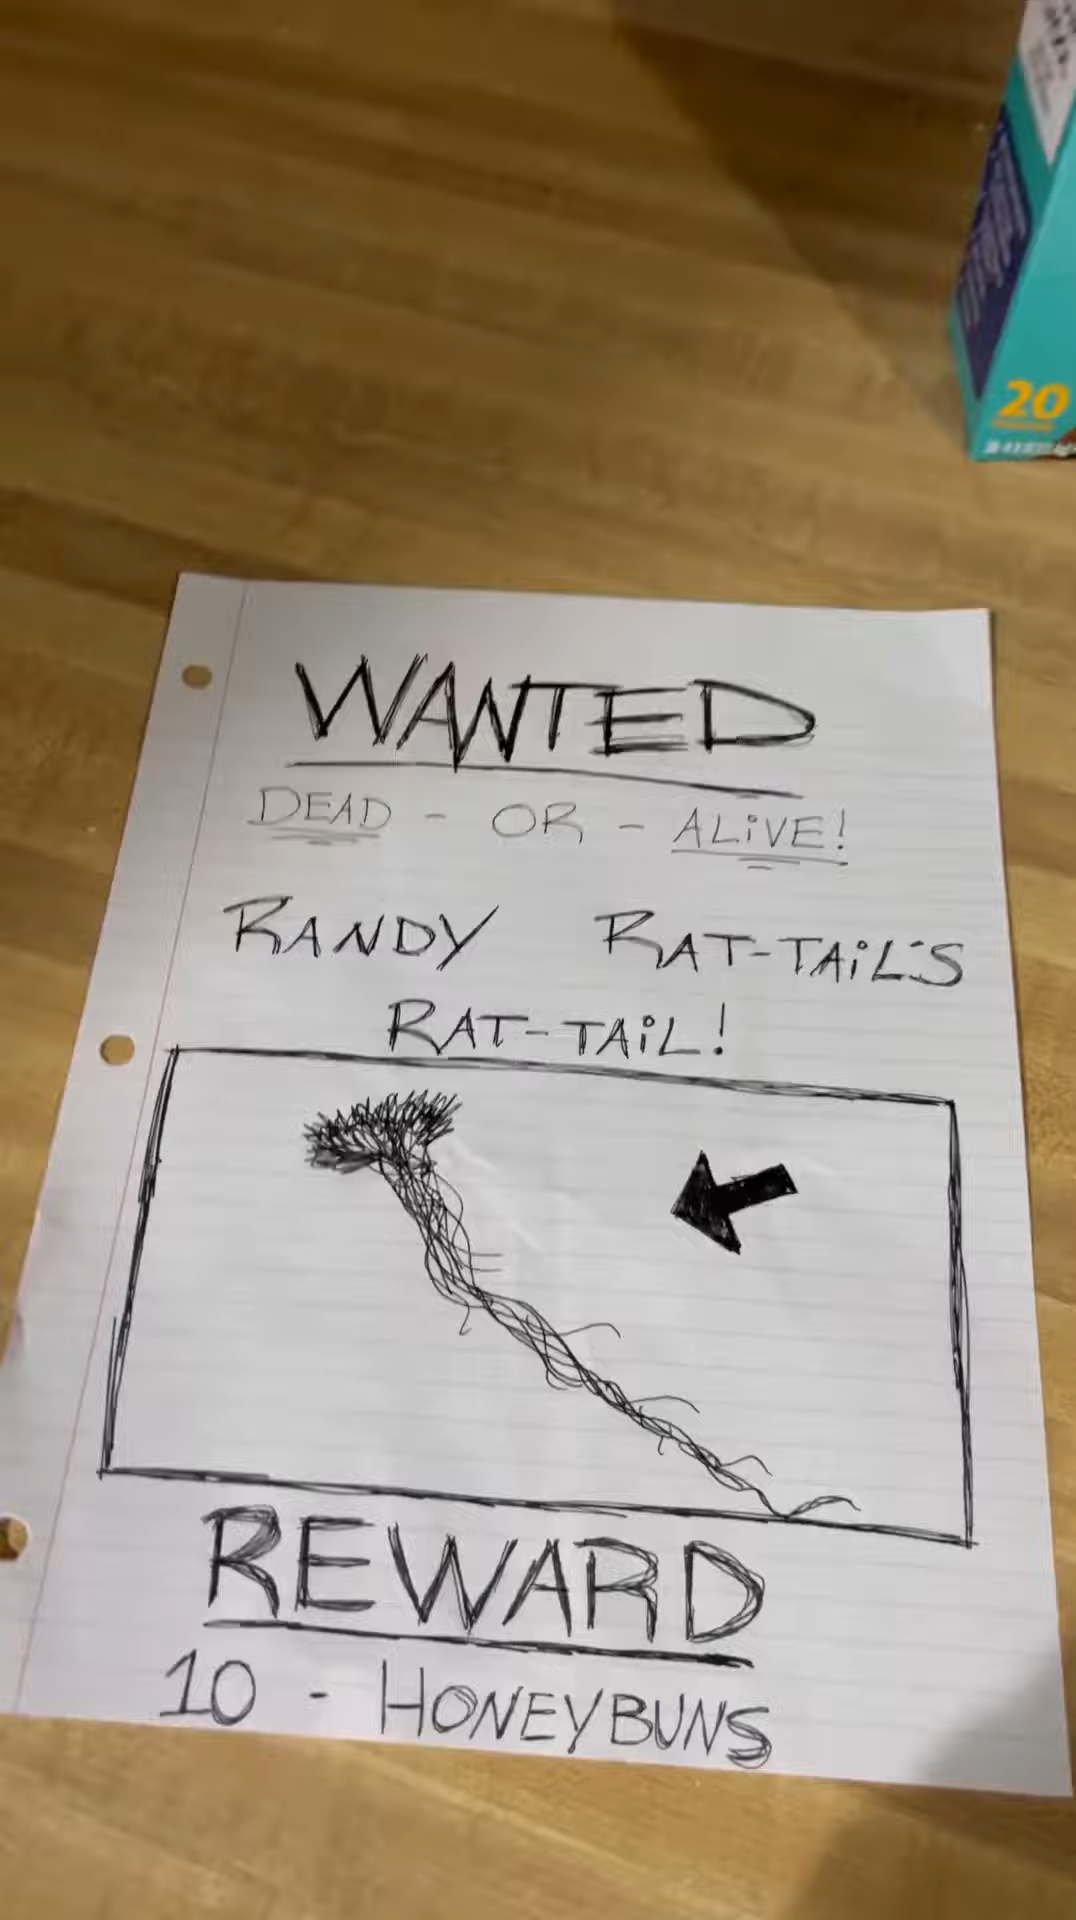 20
WANTED
DEAD - OR - ALiVE!
RANDY RAT-TAiL'S
RAT-TAiL!
REWARD
10 - HONEYBUNS